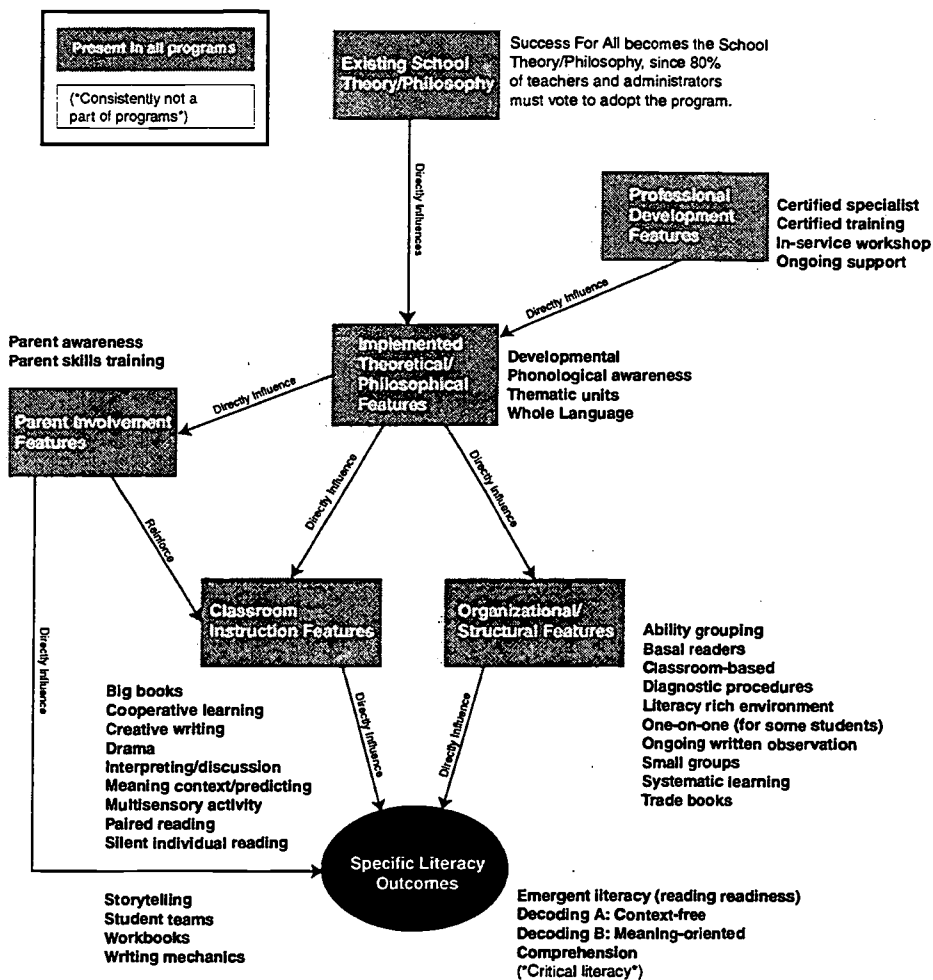 Present in all programs
("Consistently not a
part of programs")
Existing School
Theory/Philosophy
Success For All becomes the School
Theory/Philosophy, since 80%
of teachers and administrators
must vote to adopt the program.
Directly Influences
Professional
Development
Features
Certified specialist
Certified training
In-service workshop
Ongoing support
Directly Influence
Implemented
Theoretical/
Philosophical
Features
Developmental
Phonological awareness
Thematic units
Whole Language
Parent awareness
Parent skills training
Directly Influence
Parent Involvement
Features
Reinforce
Directly Influence
Directly Influence
Directly Influence
Classroom
Instruction Features
Organizational/
Structural Features
Big books
Cooperative learning
Creative writing
Drama
Interpreting/discussion
Meaning context/predicting
Multisensory activity
Paired reading
Silent individual reading
Directly Influence
Directly Influence
Ability grouping
Basal readers
Classroom-based
Diagnostic procedures
Literacy rich environment
One-on-one (for some students)
Ongoing written observation
Small groups
Systematic learning
Trade books
Storytelling
Student teams
Workbooks
Writing mechanics
Specific Literacy
Outcomes
Emergent literacy (reading readiness)
Decoding A: Context-free
Decoding B: Meaning-oriented
Comprehension
("Critical literacy")